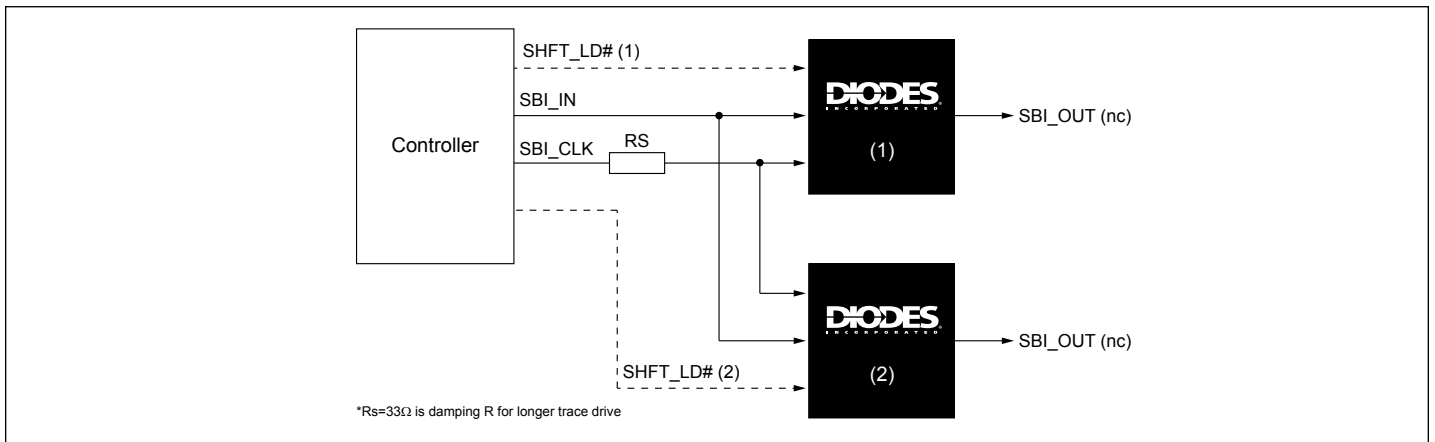 SHFT_LD# (1)
SBI_IN
Controller
SBI_CLK
RS
DIODES®
INCORPORATED
(1)
SBI_OUT (nc)
DIODES®
INCORPORATED
(2)
SBI_OUT (nc)
SHFT_LD# (2)
*Rs=33Ω is damping R for longer trace drive